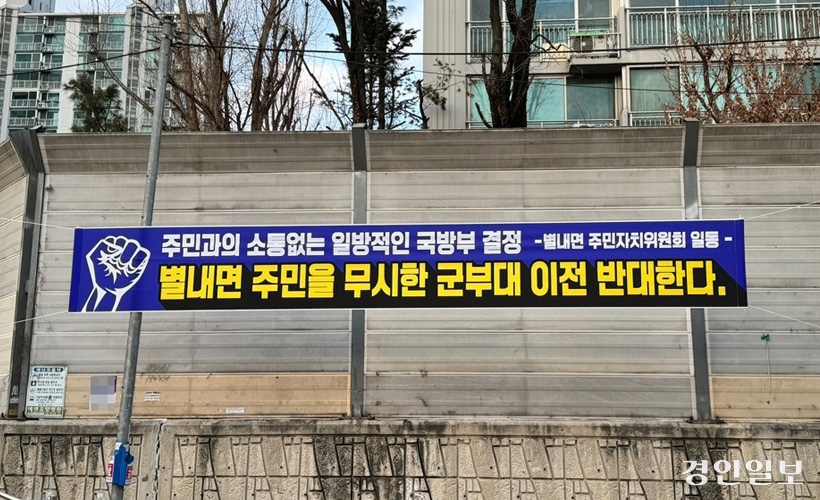 주민과의 소통없는 일방적인 국방부 결정 -별내면 주민자치위원회 일동-
별내면 주민을 무시한 군부대 이전 반대한다.
경인일보